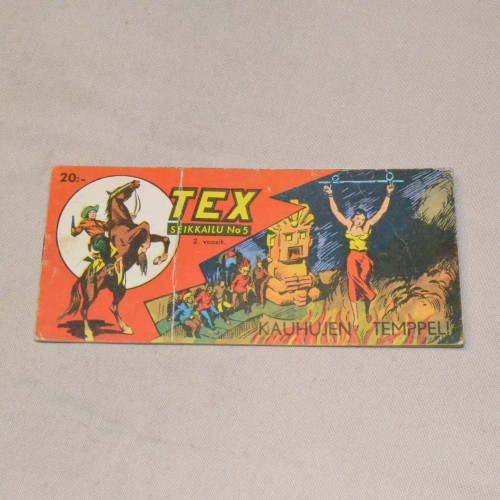 20:-
TEX
SEIKKAILU No 5
2. vuosik.
KAUHUJEN TEMPPELI